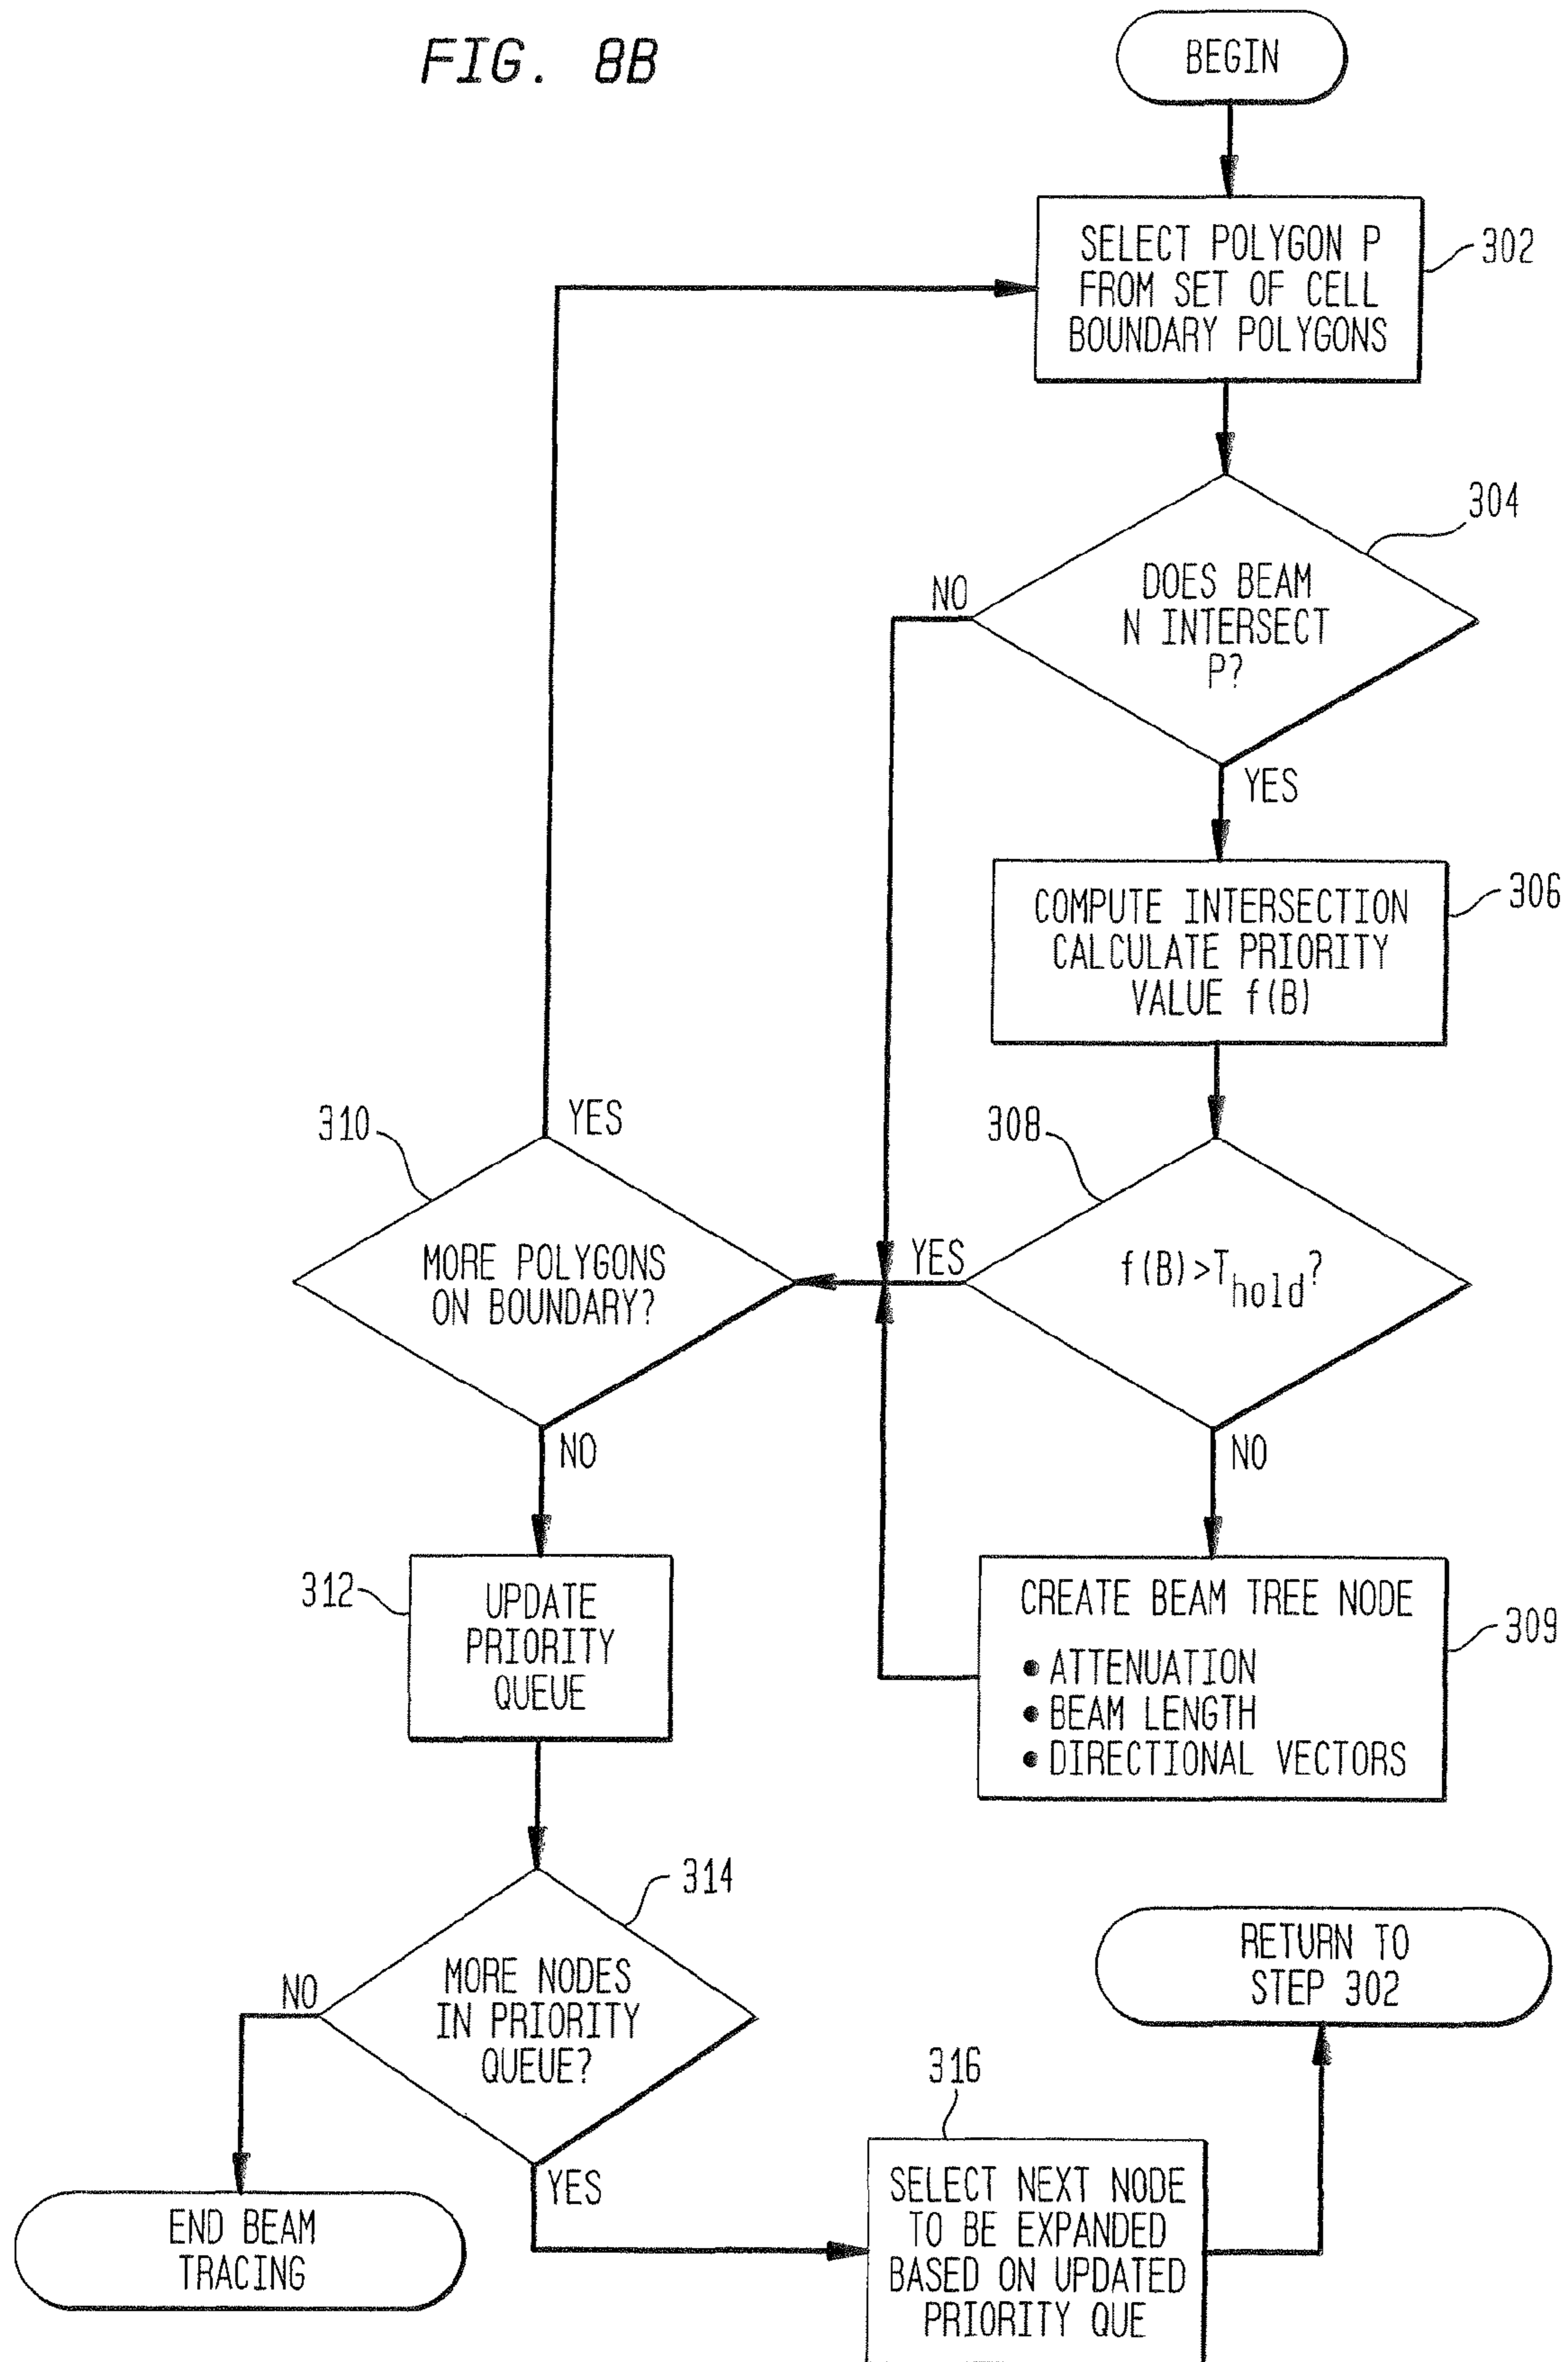 FIG. 8B
BEGIN
SELECT POLYGON P
FROM SET OF CELL
BOUNDARY POLYGONS
302
304
DOES BEAM
N INTERSECT
P?
NO
YES
COMPUTE INTERSECTION
CALCULATE PRIORITY
VALUE f(B)
306
308
f(B)>Thold?
YES
NO
CREATE BEAM TREE NODE
• ATTENUATION
• BEAM LENGTH
• DIRECTIONAL VECTORS
309
310
MORE POLYGONS
ON BOUNDARY?
YES
NO
312
UPDATE
PRIORITY
QUEUE
314
MORE NODES
IN PRIORITY
QUEUE?
NO
YES
END BEAM
TRACING
316
SELECT NEXT NODE
TO BE EXPANDED
BASED ON UPDATED
PRIORITY QUE
RETURN TO
STEP 302